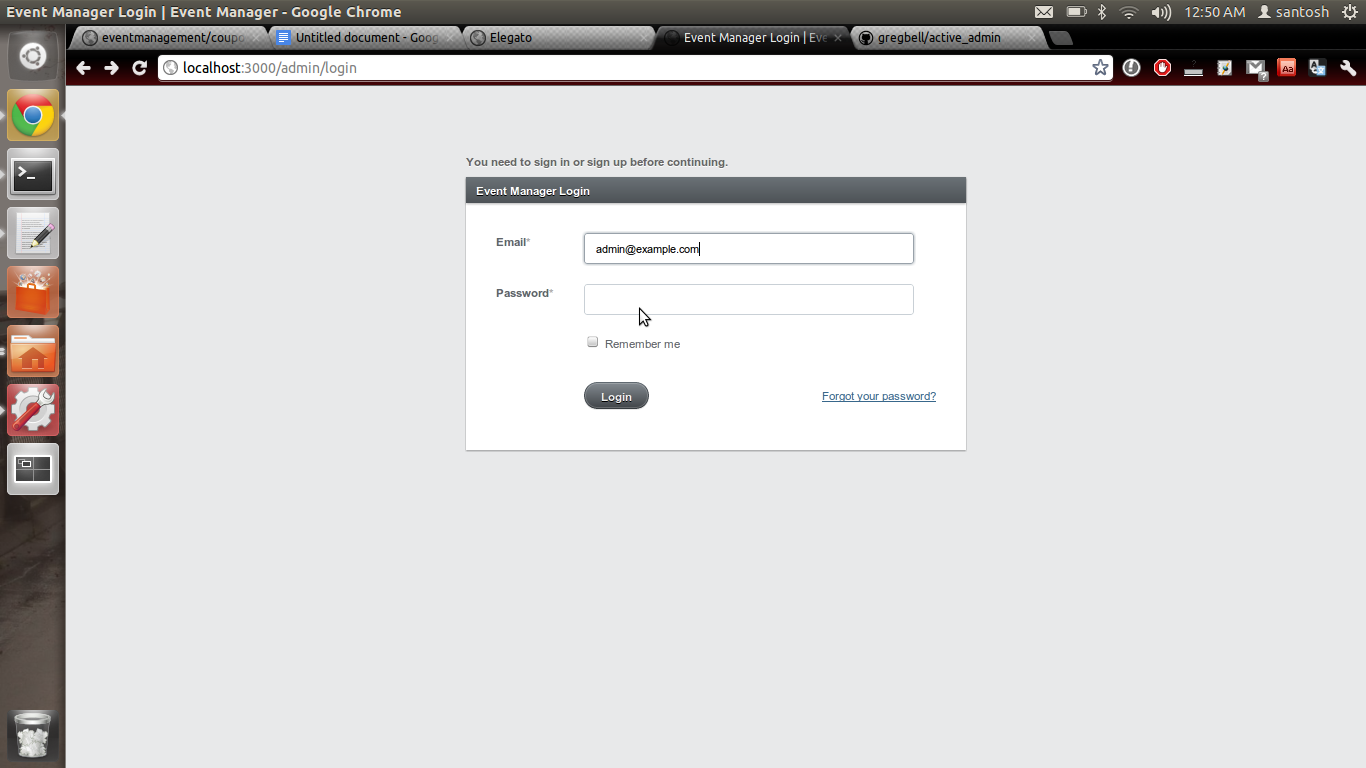 Event Manager Login | Event Manager - Google Chrome
12:50 AM santosh
eventmanagement/coupo
Untitled document - Goog
Elegato
Event Manager Login | Eve
gregbell/active_admin
localhost:3000/admin/login
Aa
You need to sign in or sign up before continuing.
Event Manager Login
Email*
admin@example.com
Password*
Remember me
Login
Forgot your password?